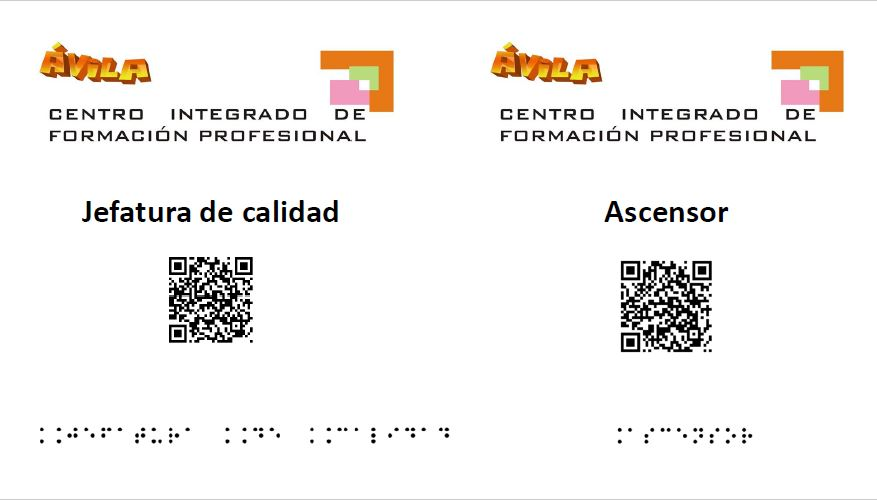 ÁVILA
CENTRO INTEGRADO DE
FORMACIÓN PROFESIONAL
Jefatura de calidad
ÁVILA
CENTRO INTEGRADO DE
FORMACIÓN PROFESIONAL
Ascensor